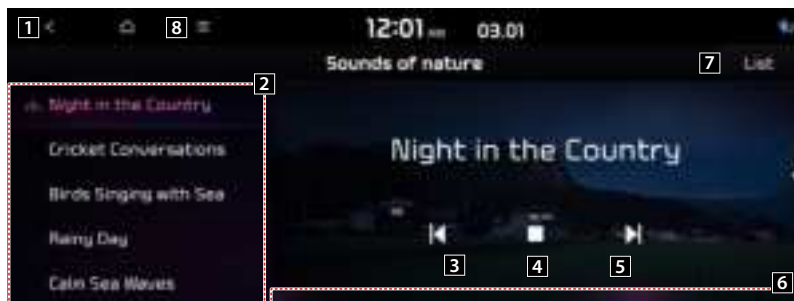 1 8 12:01 03.01
Sounds of nature 7 List
2
Night in the Country
Cricket Conversations
Birds Singing with Sea
Rainy Day
Calm Sea Waves
Night in the Country
3 4 5
6